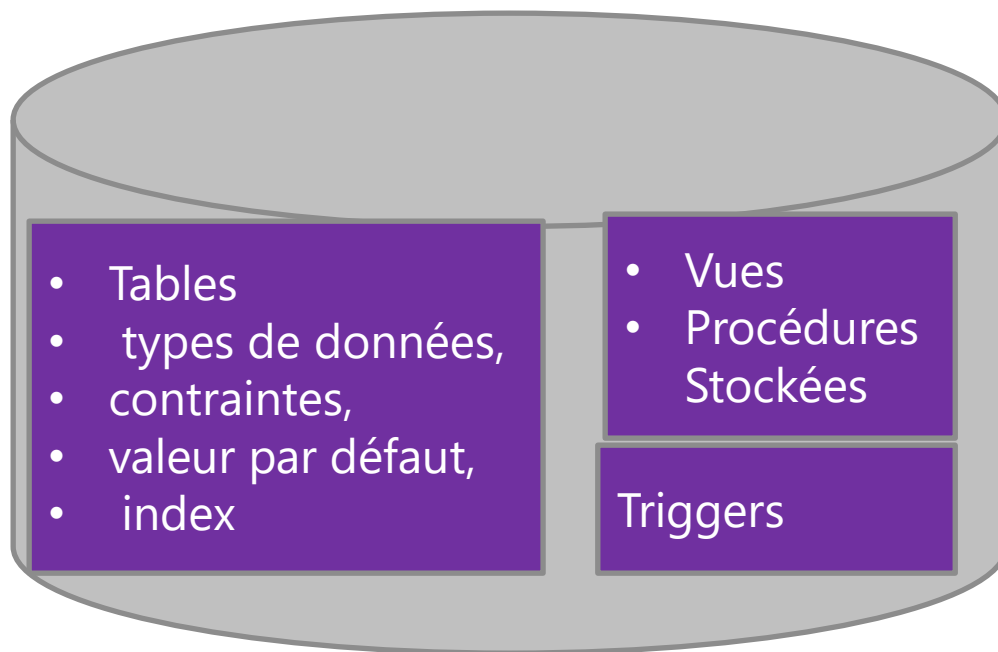 • Tables
• types de données,
• contraintes,
• valeur par défaut,
• index
• Vues
• Procédures
Stockées
Triggers